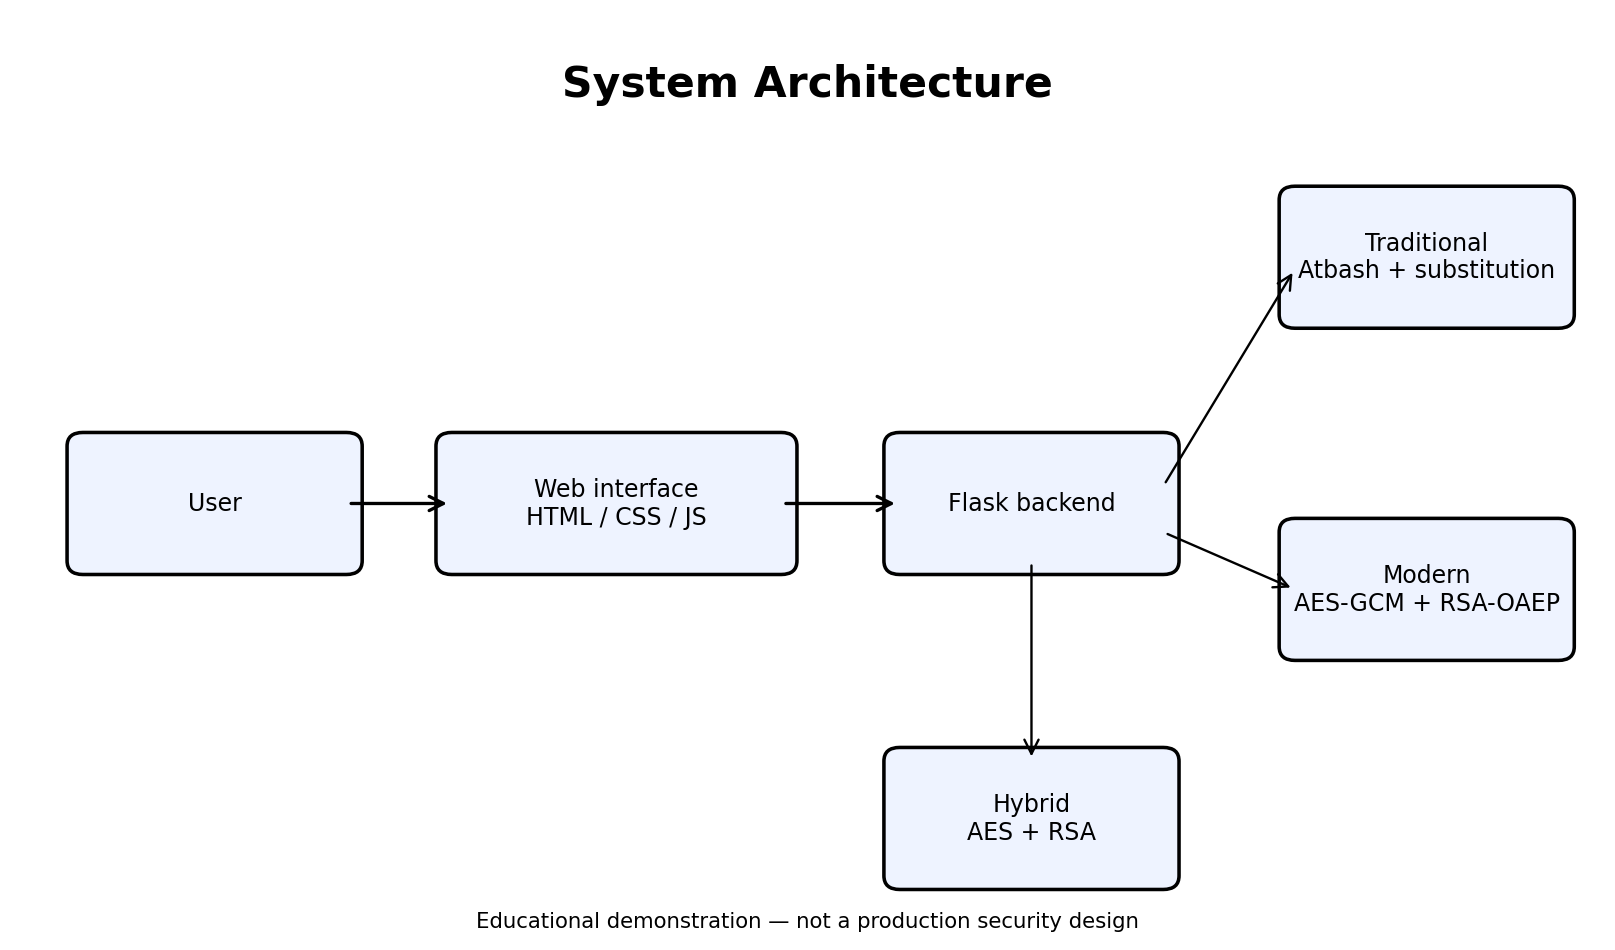 System Architecture
Traditional
Atbash + substitution
User
Web interface
HTML / CSS / JS
Flask backend
Modern
AES-GCM + RSA-OAEP
Hybrid
AES + RSA
Educational demonstration — not a production security design